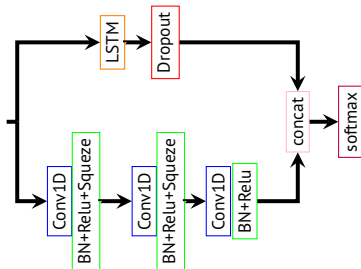 LSTM
Dropout
Conv1D
BN+Relu+Squeze
Conv1D
BN+Relu+Squeze
Conv1D
BN+Relu
concat
softmax